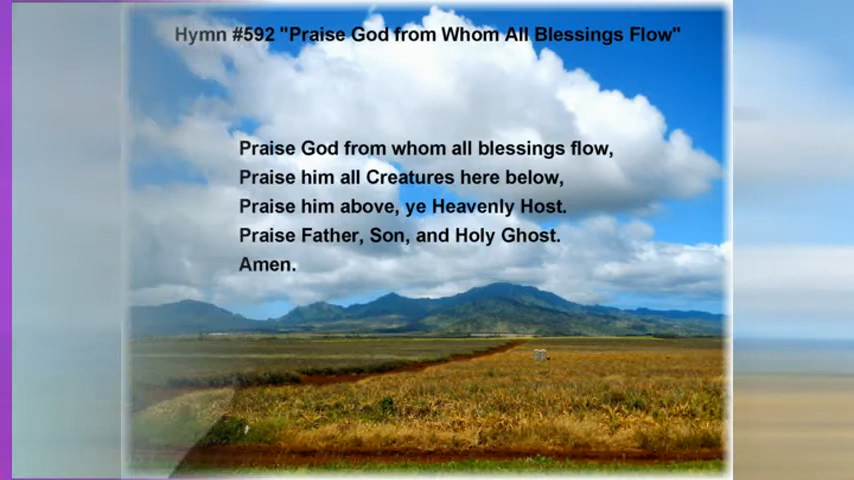 Hymn #592 "Praise God from Whom All Blessings Flow"
Praise God from whom all blessings flow,
Praise him all Creatures here below,
Praise him above, ye Heavenly Host.
Praise Father, Son, and Holy Ghost.
Amen.